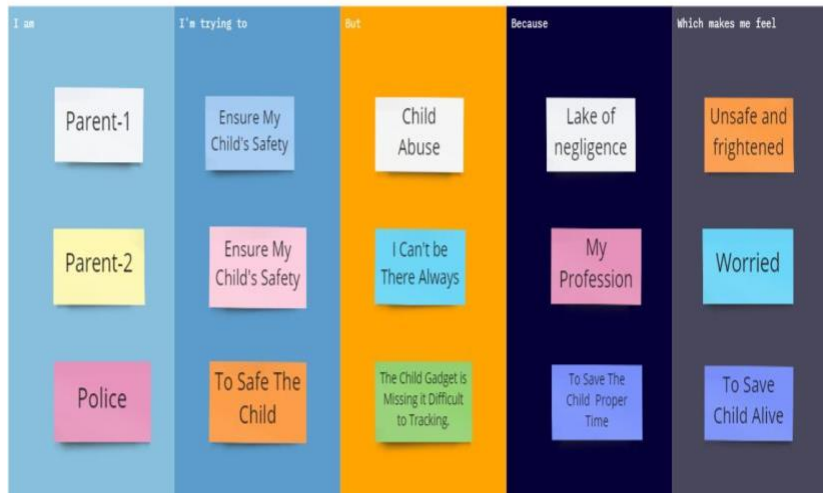 I am
I'm trying to
But
Because
Which makes me feel
Parent-1
Ensure My
Child's Safety
Child
Abuse
Lake of
negligence
Unsafe and
frightened
Parent-2
Ensure My
Child's Safety
I Can't be
There Always
My
Profession
Worried
Police
To Safe The
Child
The Child Gadget is
Missing it Difficult
to Tracking.
To Save The
Child Proper
Time
To Save
Child Alive